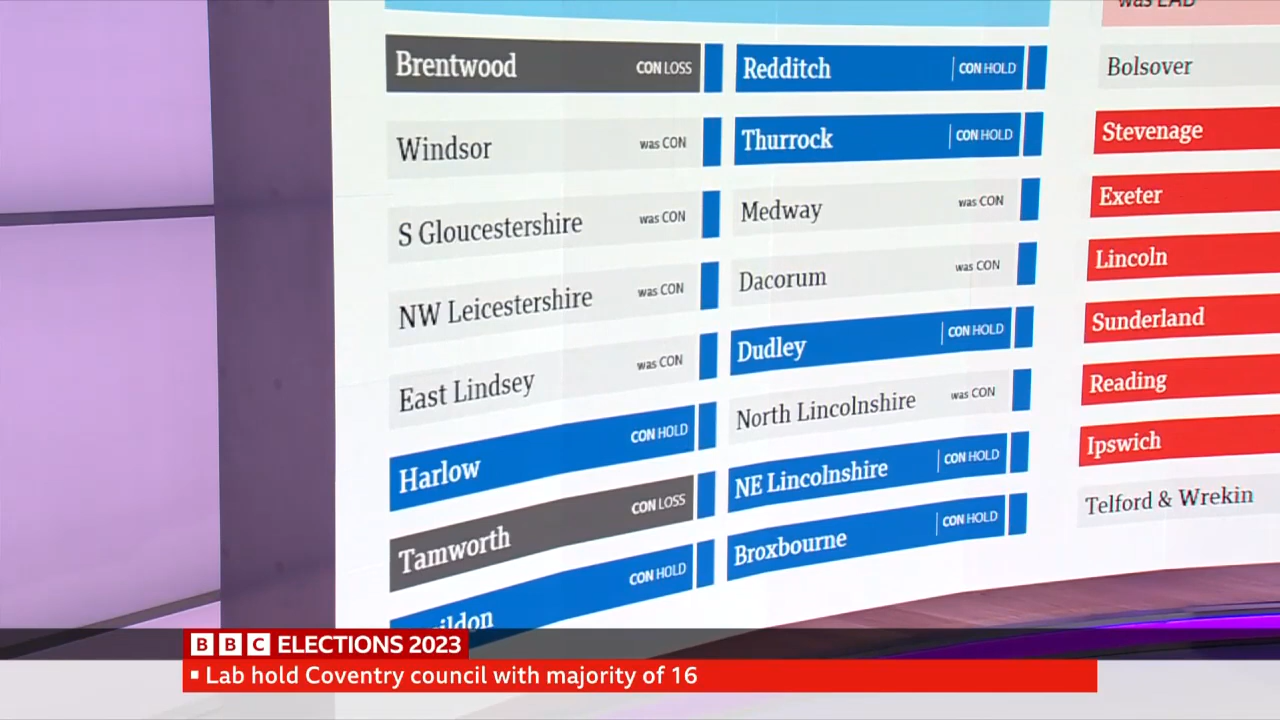 Brentwood CON LOSS
Windsor was CON
S Gloucestershire was CON
NW Leicestershire was CON
East Lindsey was CON
Harlow CON HOLD
Tamworth CON LOSS
ildon CON HOLD
Redditch CON HOLD
Thurrock CON HOLD
Medway was CON
Dacorum was CON
Dudley CON HOLD
North Lincolnshire was CON
NE Lincolnshire CON HOLD
Broxbourne CON HOLD
was LAB
Bolsover
Stevenage
Exeter
Lincoln
Sunderland
Reading
Ipswich
Telford & Wrekin
BBC ELECTIONS 2023
Lab hold Coventry council with majority of 16